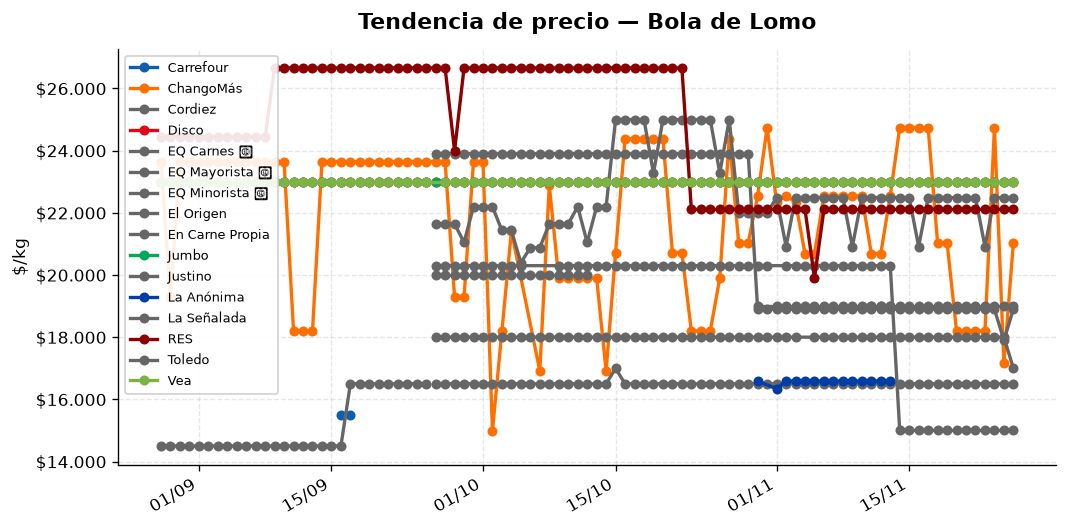 Tendencia de precio — Bola de Lomo
$/kg
$26.000
$24.000
$22.000
$20.000
$18.000
$16.000
$14.000
Carrefour
ChangoMás
Cordiez
Disco
EQ Carnes
EQ Mayorista
EQ Minorista
El Origen
En Carne Propia
Jumbo
Justino
La Anónima
La Señalada
RES
Toledo
Vea
01/09
15/09
01/10
15/10
01/11
15/11